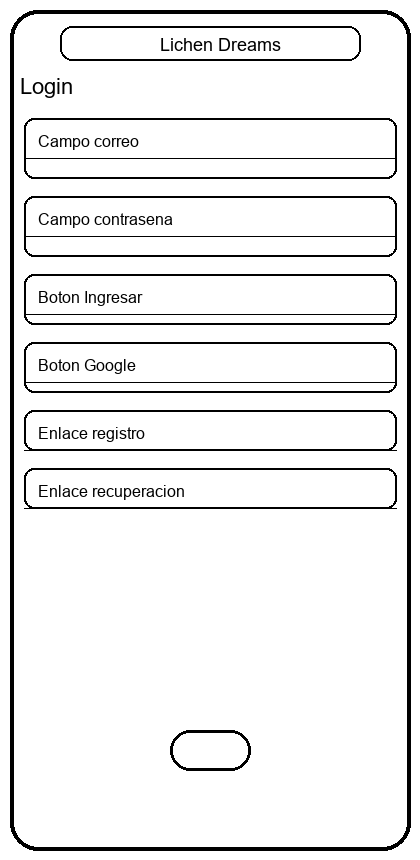 Lichen Dreams
Login
Campo correo
Campo contrasena
Boton Ingresar
Boton Google
Enlace registro
Enlace recuperacion